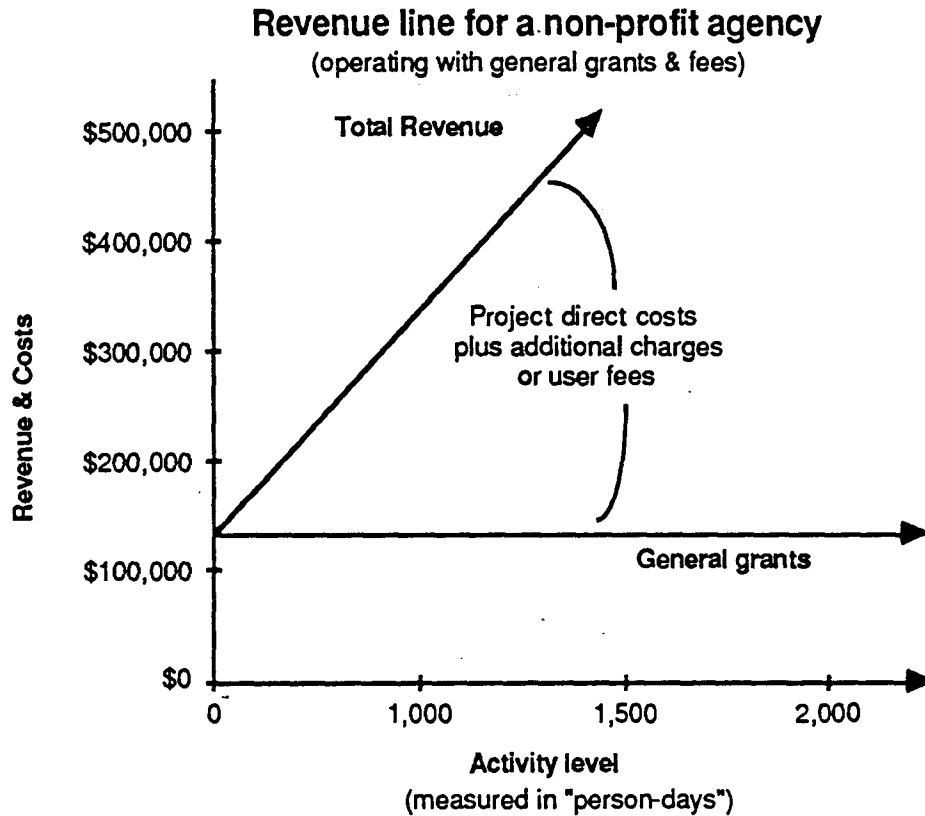 Revenue line for a non-profit agency
(operating with general grants & fees)
Total Revenue
$500,000
$400,000
$300,000
$200,000
$100,000
$0
Revenue & Costs
Project direct costs
plus additional charges
or user fees
General grants
0
1,000
1,500
2,000
Activity level
(measured in "person-days")